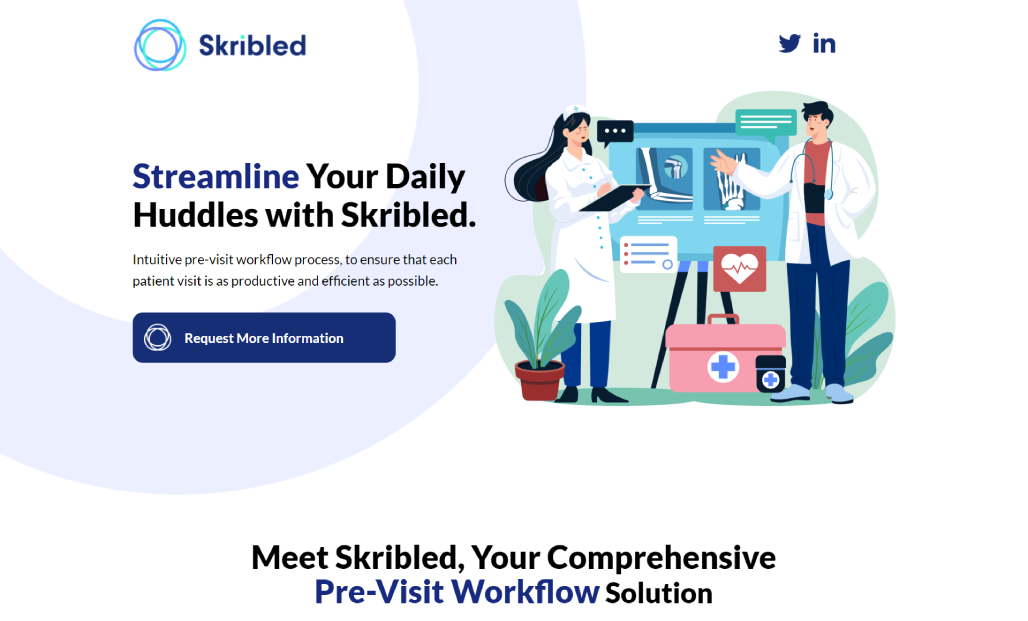 Skribled
Streamline Your Daily
Huddles with Skribled.
Intuitive pre-visit workflow process, to ensure that each
patient visit is as productive and efficient as possible.
Request More Information
Meet Skribled, Your Comprehensive
Pre-Visit Workflow Solution